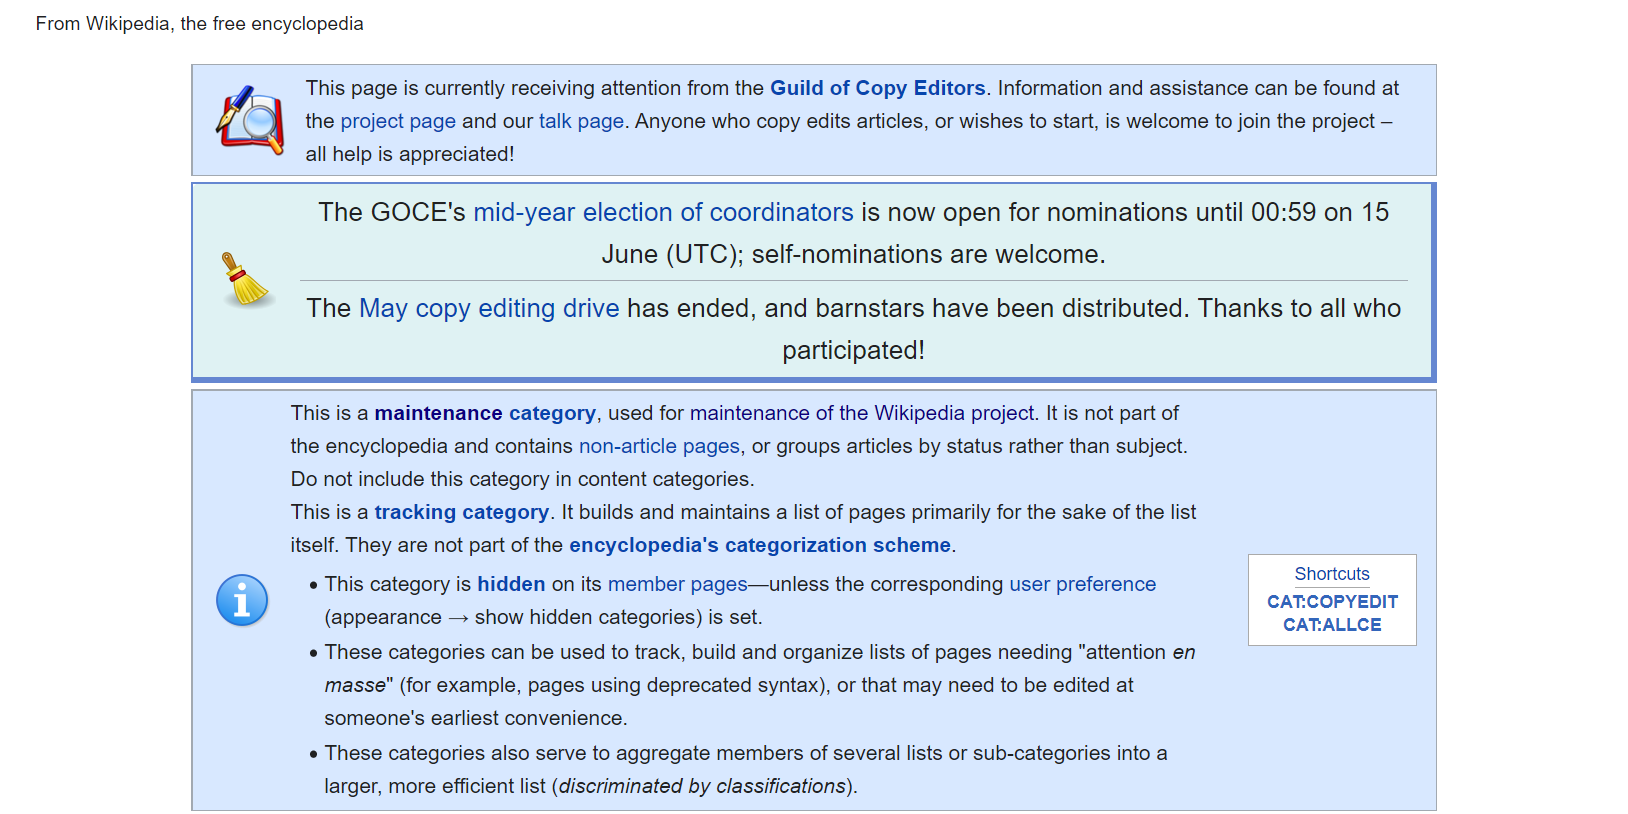 From Wikipedia, the free encyclopedia
This page is currently receiving attention from the Guild of Copy Editors. Information and assistance can be found at
the project page and our talk page. Anyone who copy edits articles, or wishes to start, is welcome to join the project –
all help is appreciated!
The GOCE's mid-year election of coordinators is now open for nominations until 00:59 on 15
June (UTC); self-nominations are welcome.
The May copy editing drive has ended, and barnstars have been distributed. Thanks to all who
participated!
This is a maintenance category, used for maintenance of the Wikipedia project. It is not part of
the encyclopedia and contains non-article pages, or groups articles by status rather than subject.
Do not include this category in content categories.
This is a tracking category. It builds and maintains a list of pages primarily for the sake of the list
itself. They are not part of the encyclopedia's categorization scheme.
• This category is hidden on its member pages—unless the corresponding user preference
(appearance → show hidden categories) is set.
• These categories can be used to track, build and organize lists of pages needing "attention en
masse" (for example, pages using deprecated syntax), or that may need to be edited at
someone's earliest convenience.
• These categories also serve to aggregate members of several lists or sub-categories into a
larger, more efficient list (discriminated by classifications).
Shortcuts
CAT:COPYEDIT
CAT:ALLCE